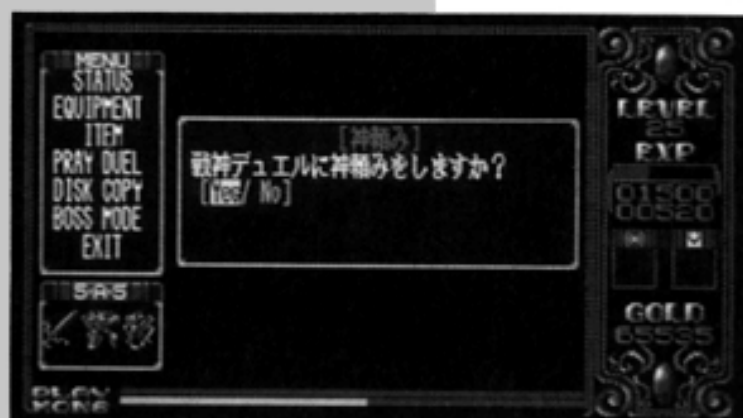 MENU
STATUS
EQUIPMENT
ITEM
PRAY DUEL
DISK COPY
BOSS MODE
EXIT
S·A·S
[神頼み]
戦神デュエルに神頼みをしますか?
[Yes/ No]
LEVEL
25
EXP
01500
00520
GOLD
65535